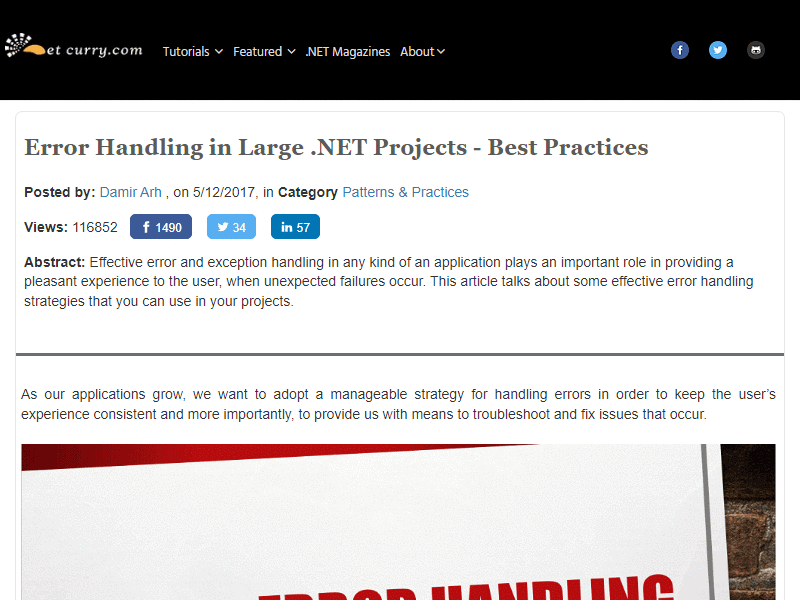 et curry.com
Tutorials Featured .NET Magazines About
Error Handling in Large .NET Projects - Best Practices
Posted by: Damir Arh , on 5/12/2017, in Category Patterns & Practices
Views: 116852 1490 34 57
Abstract: Effective error and exception handling in any kind of an application plays an important role in providing a
pleasant experience to the user, when unexpected failures occur. This article talks about some effective error handling
strategies that you can use in your projects.
As our applications grow, we want to adopt a manageable strategy for handling errors in order to keep the user’s
experience consistent and more importantly, to provide us with means to troubleshoot and fix issues that occur.
ERROR HANDLING